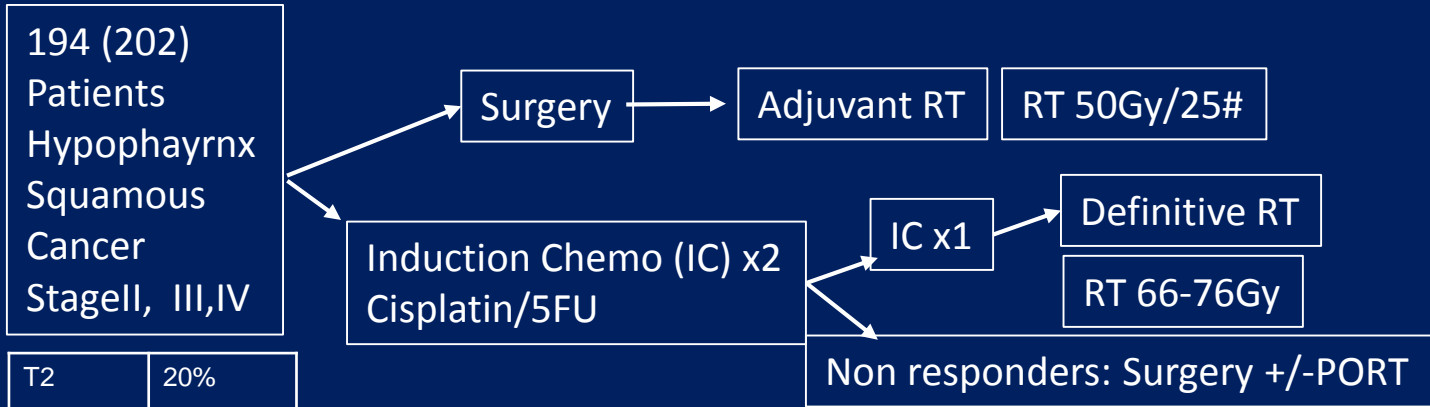 194 (202)
Patients
Hypophayrnx
Squamous
Cancer
StageII, III,IV
Surgery
Adjuvant RT
RT 50Gy/25#
Induction Chemo (IC) x2
Cisplatin/5FU
IC x1
Definitive RT
RT 66-76Gy
Non responders: Surgery +/-PORT
T2 20%